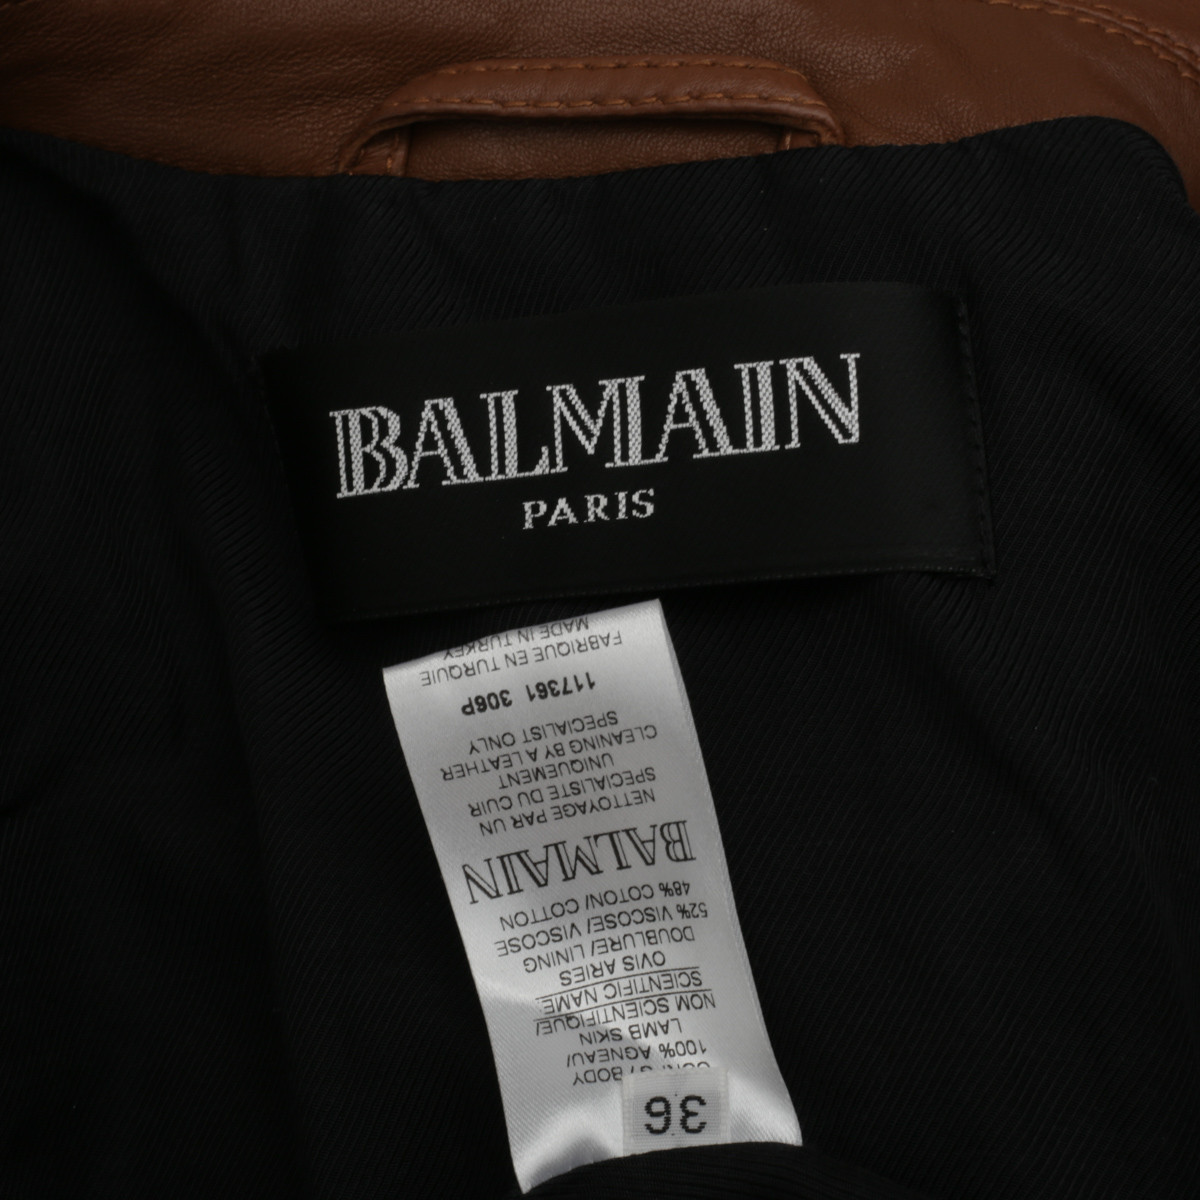 BALMAIN
PARIS
36
/ BODY
100% AGNEAU/
LAMB SKIN
NOM SCIENTIFIQUE/
SCIENTIFIC NAME:
OVIS ARIES
DOUBLURE/ LINING
52% VISCOSE/ VISCOSE
48% COTON/ COTTON
BALMAIN
NETTOYAGE PAR UN
SPECIALISTE DU CUIR
UNIQUEMENT
CLEANING BY A LEATHER
SPECIALIST ONLY
117361 306P
FABRIQUE EN TURQUIE
MADE IN TURKEY